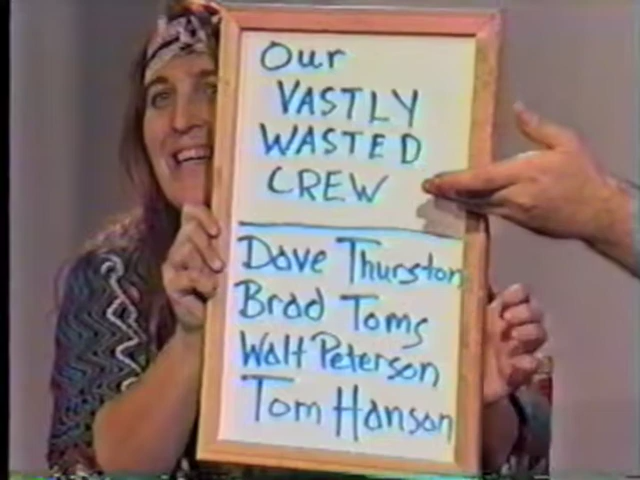 Our
VASTLY
WASTED
CREW
Dave Thurston
Brad Toms
Walt Peterson
Tom Hanson